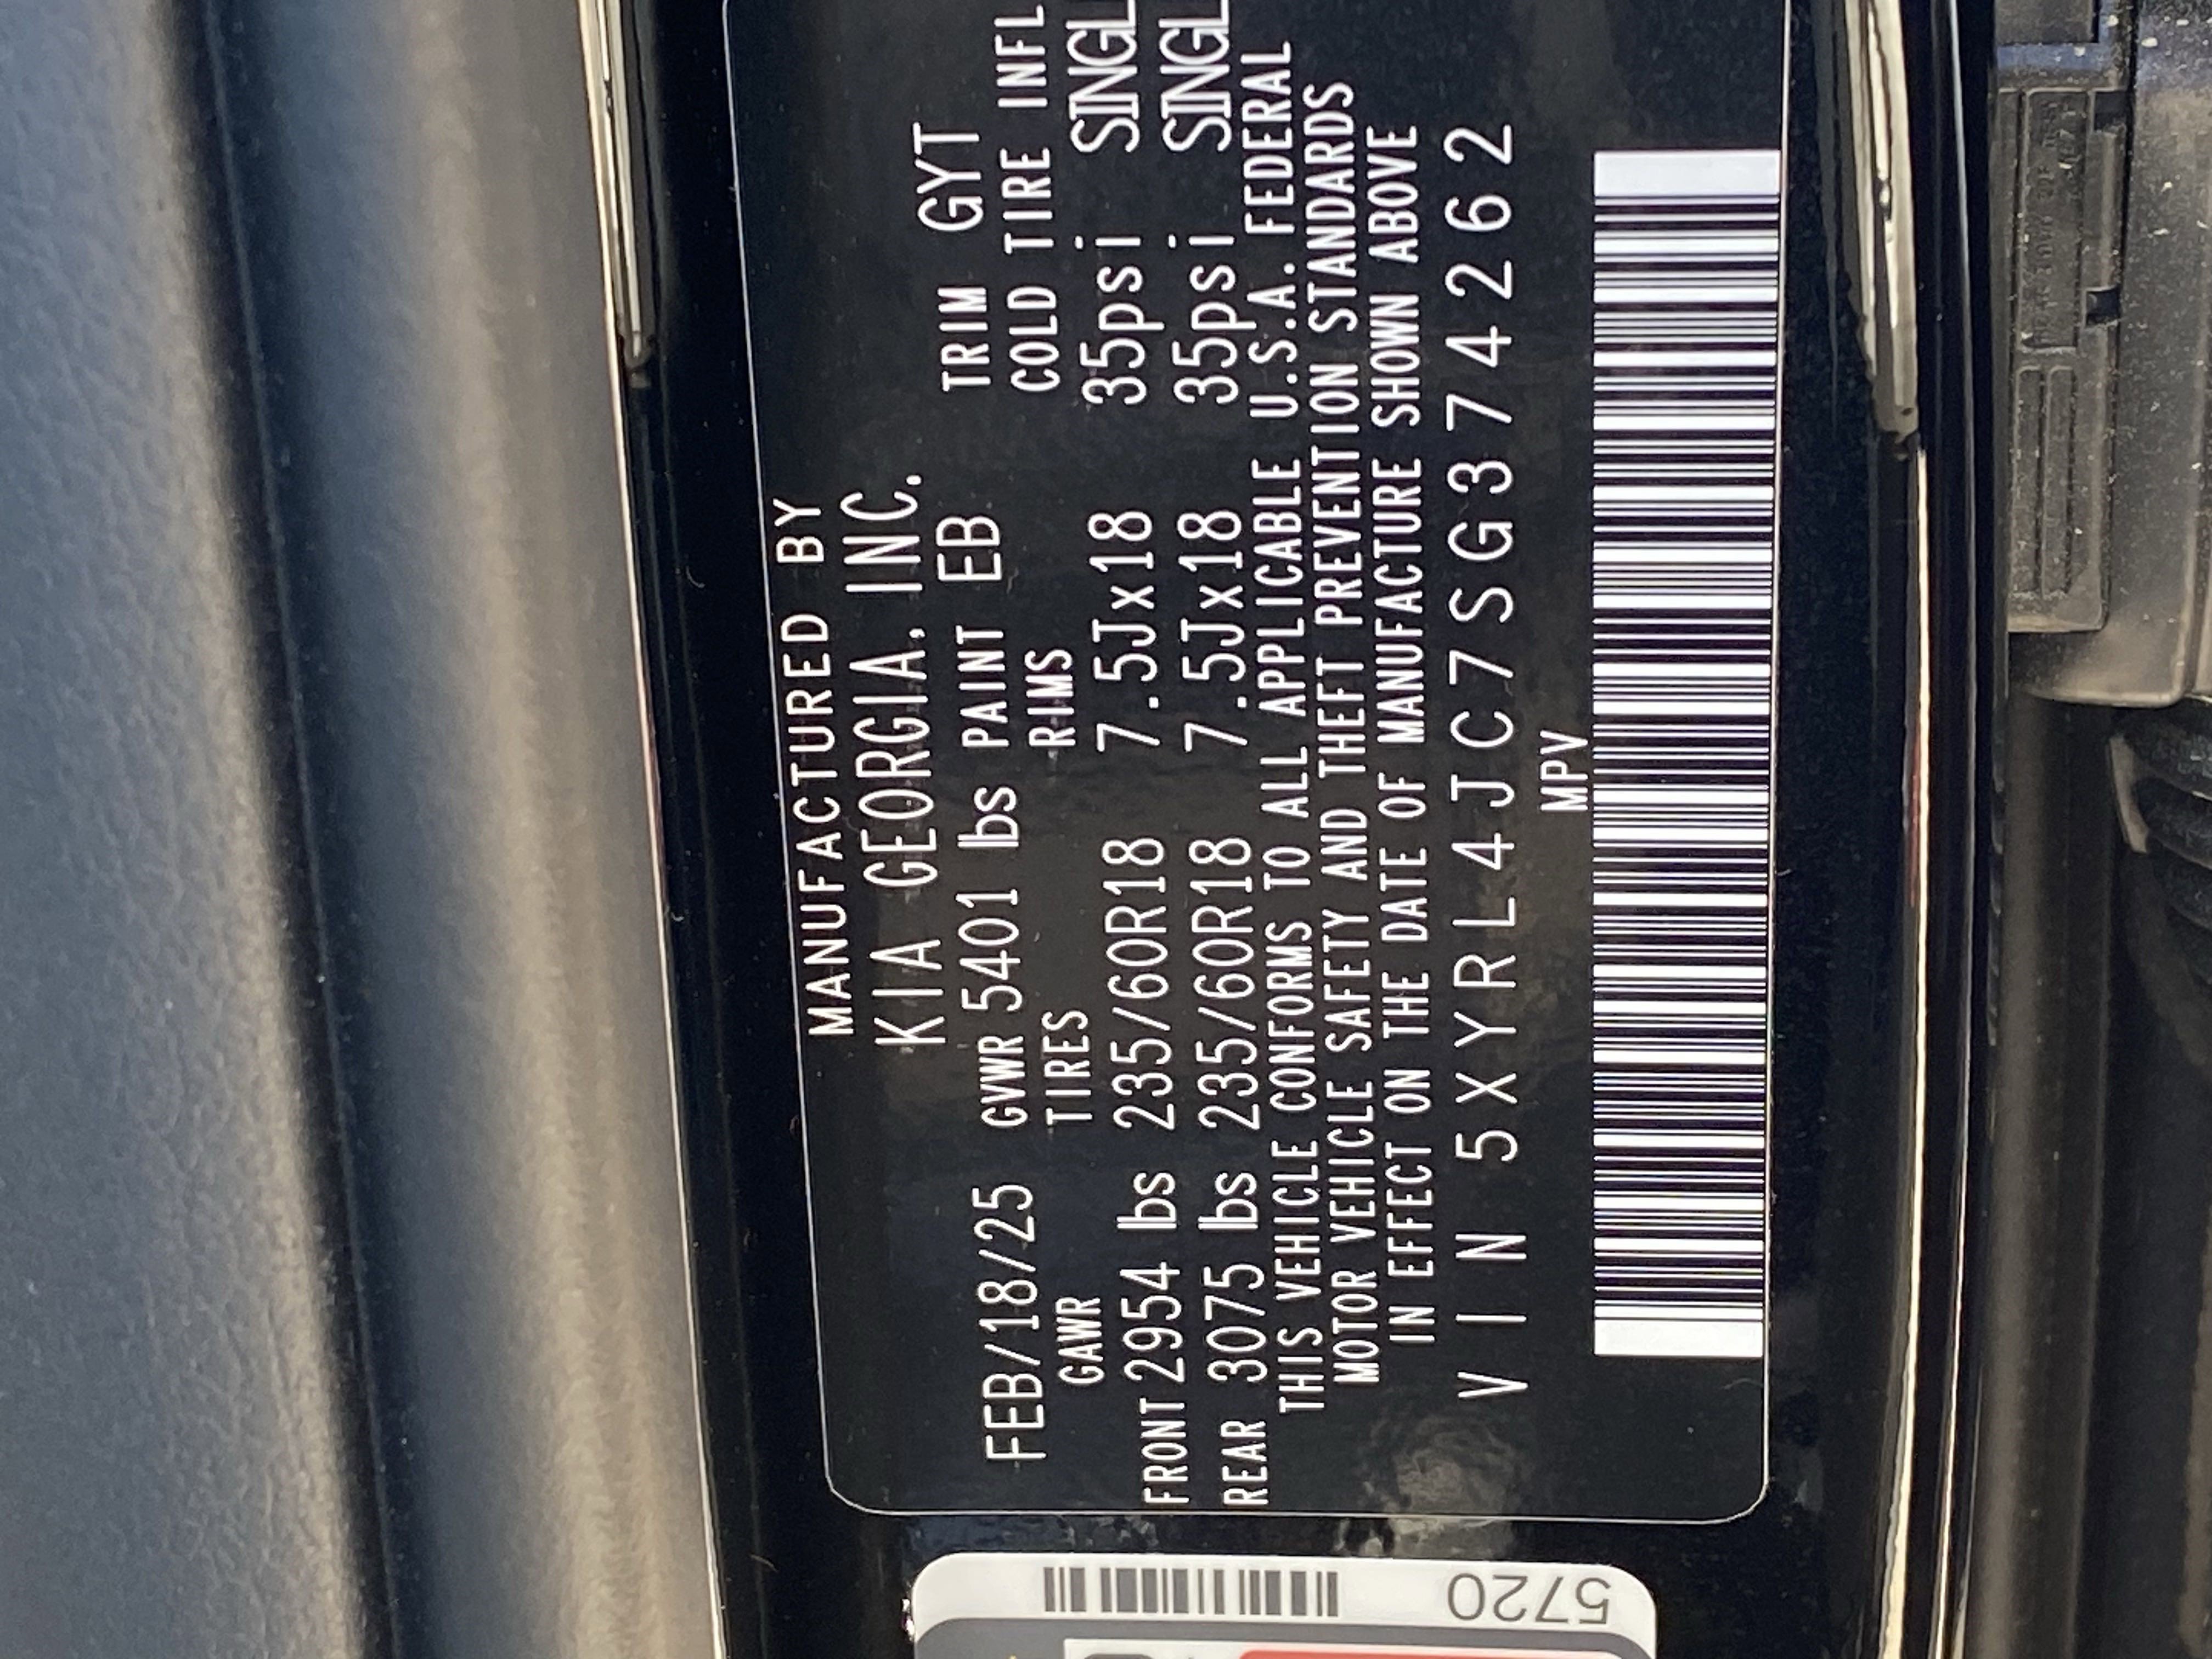 MANUFACTURED BY
KIA GEORGIA, INC.
FEB/18/25 GVWR 5401 lbs PAINT EB TRIM GYT
GAWR TIRES RIMS COLD TIRE INFL
FRONT 2954 lbs 235/60R18 7.5Jx18 35psi SINGL
REAR 3075 lbs 235/60R18 7.5Jx18 35psi SINGL
THIS VEHICLE CONFORMS TO ALL APPLICABLE U.S.A. FEDERAL
MOTOR VEHICLE SAFETY AND THEFT PREVENTION STANDARDS
IN EFFECT ON THE DATE OF MANUFACTURE SHOWN ABOVE
VIN 5XYRL4JC7SG374262
MPV
5720